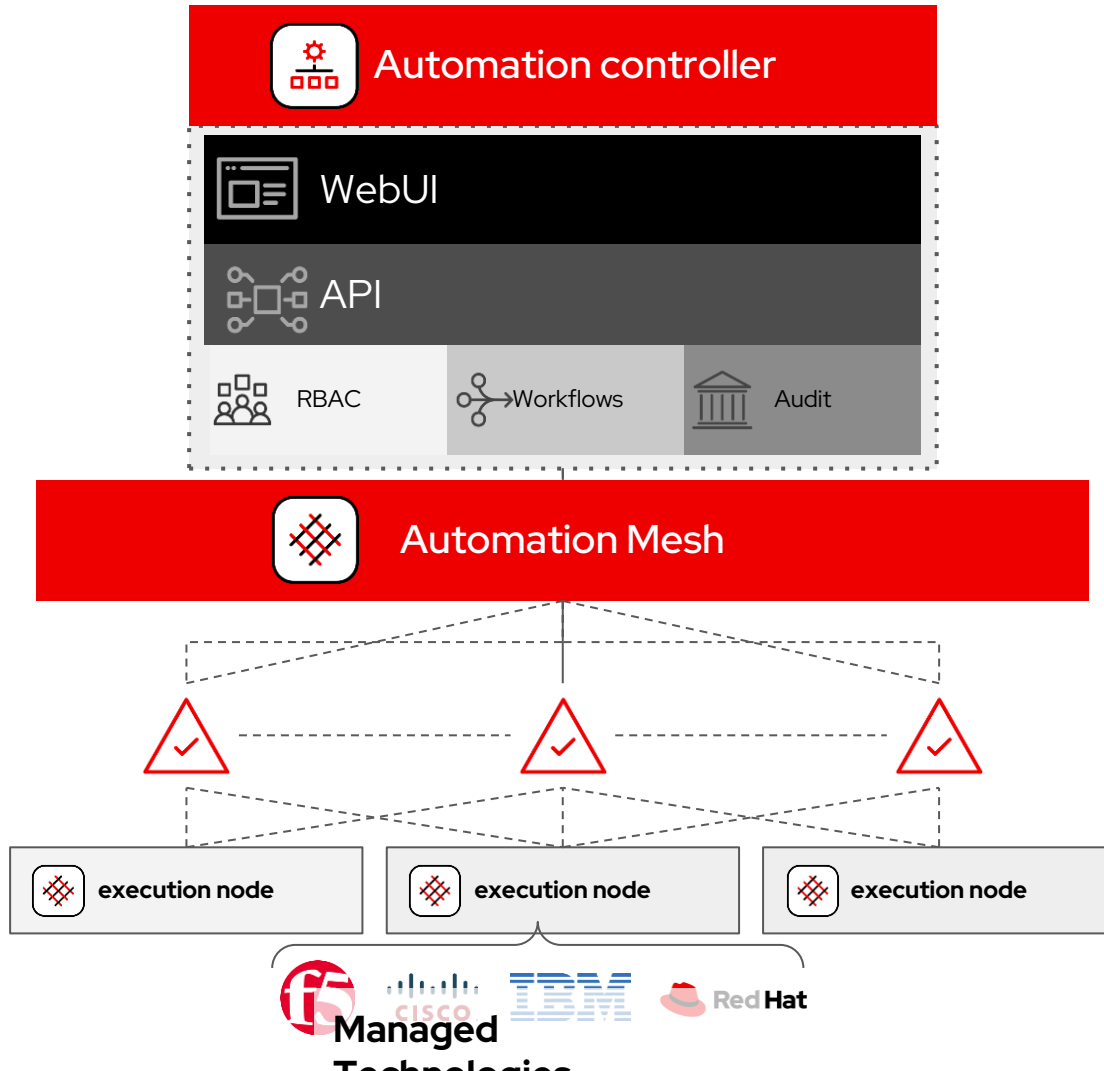 Automation controller
WebUI
API
RBAC
Workflows
Audit
Automation Mesh
execution node
execution node
execution node
f5
CISCO
IBM
Red Hat
Managed
Technologies